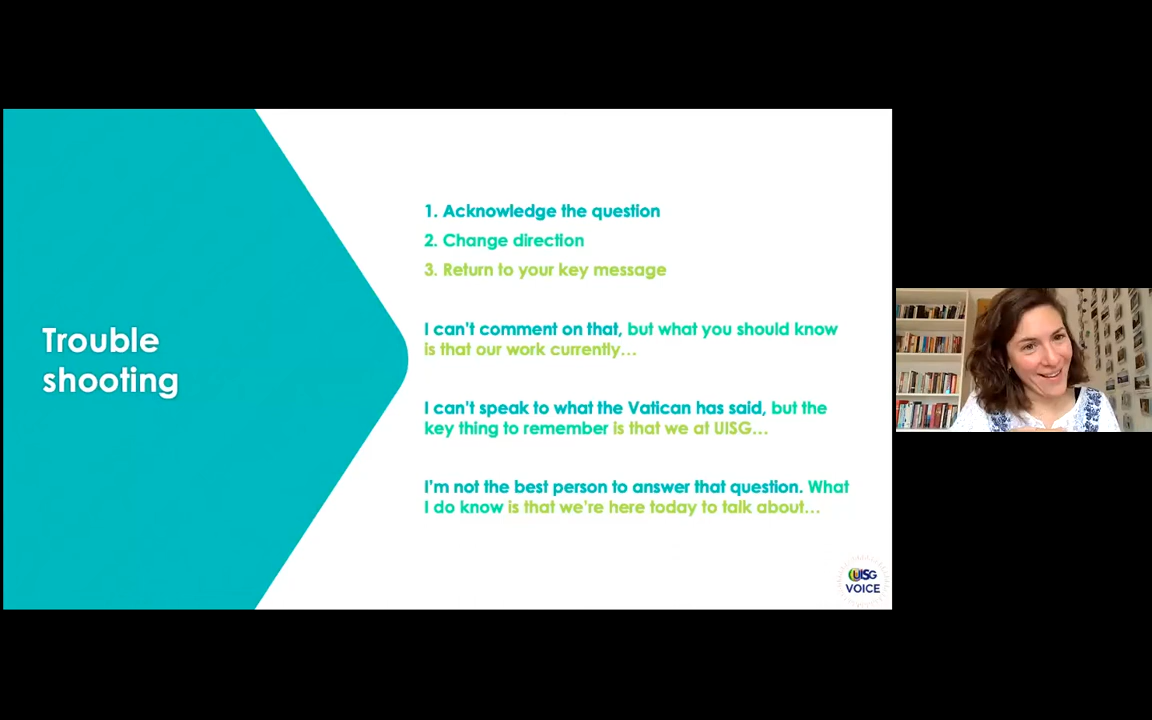 Trouble
shooting
1. Acknowledge the question
2. Change direction
3. Return to your key message
I can't comment on that, but what you should know
is that our work currently…
I can't speak to what the Vatican has said, but the
key thing to remember is that we at UISG…
I'm not the best person to answer that question. What
I do know is that we're here today to talk about…
UISG
VOICE